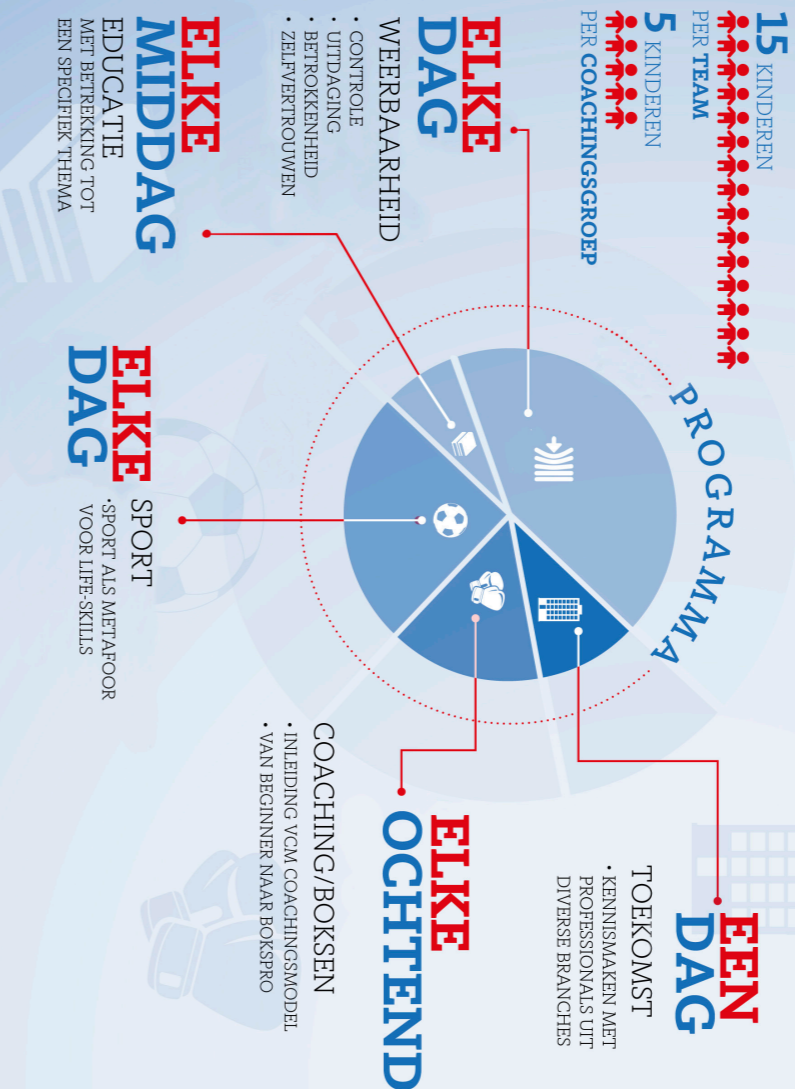 15 KINDEREN
PER TEAM
5 KINDEREN
PER COACHINGSGROEP
PROGRAMMA
ELKE
DAG
WEERBAARHEID
• CONTROLE
• UITDAGING
• BETROKKENHEID
• ZELFVERTROUWEN
ELKE
MIDDAG
EDUCATIE
MET BETREKKING TOT
EEN SPECIFIEK THEMA
ELKE
DAG
SPORT
•SPORT ALS METAFOOR
VOOR LIFE-SKILLS
ELKE
OCHTEND
COACHING/BOKSEN
• INLEIDING VCM COACHINGSMODEL
• VAN BEGINNER NAAR BOKSPRO
EEN
DAG
TOEKOMST
• KENNISMAKEN MET
PROFESSIONALS UIT
DIVERSE BRANCHES